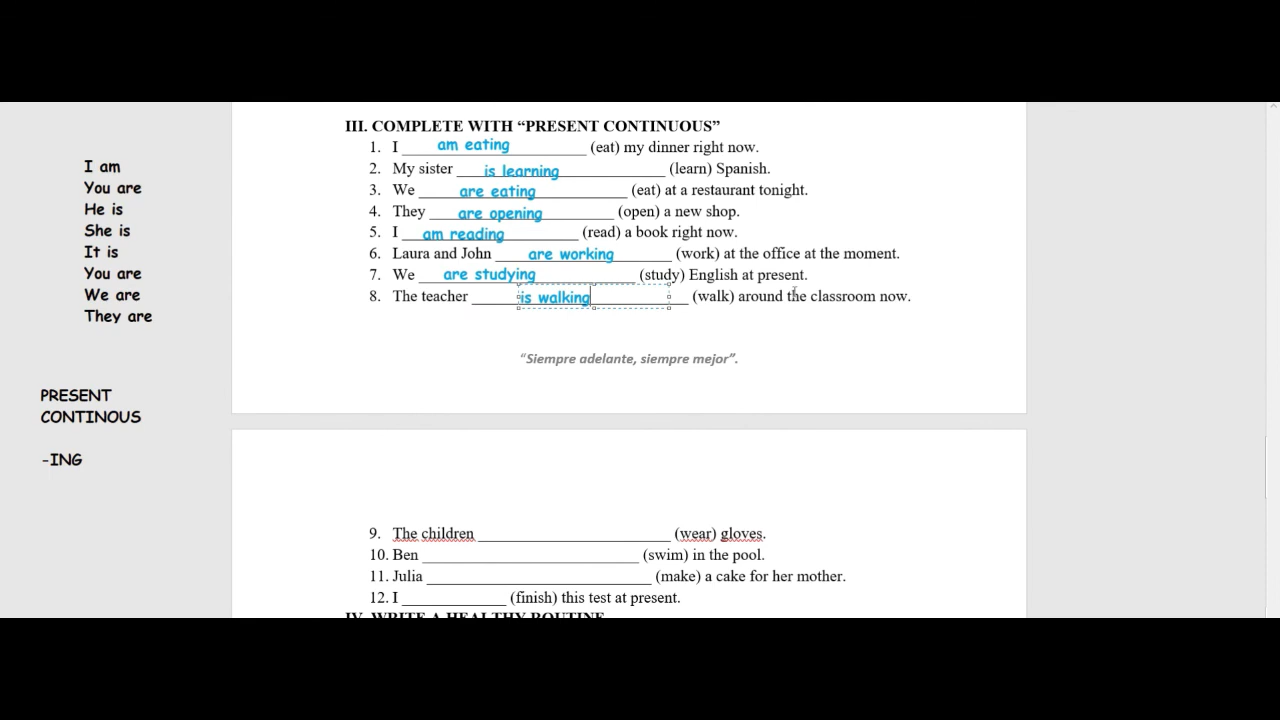 I am
You are
He is
She is
It is
You are
We are
They are
PRESENT
CONTINOUS
-ING
III. COMPLETE WITH “PRESENT CONTINUOUS”
1. I am eating (eat) my dinner right now.
2. My sister is learning (learn) Spanish.
3. We are eating (eat) at a restaurant tonight.
4. They are opening (open) a new shop.
5. I am reading (read) a book right now.
6. Laura and John are working (work) at the office at the moment.
7. We are studying (study) English at present.
8. The teacher is walking (walk) around the classroom now.
“Siempre adelante, siempre mejor”.
9. The children (wear) gloves.
10. Ben (swim) in the pool.
11. Julia (make) a cake for her mother.
12. I (finish) this test at present.
IV. WRITE A HEALTHY ROUTINE